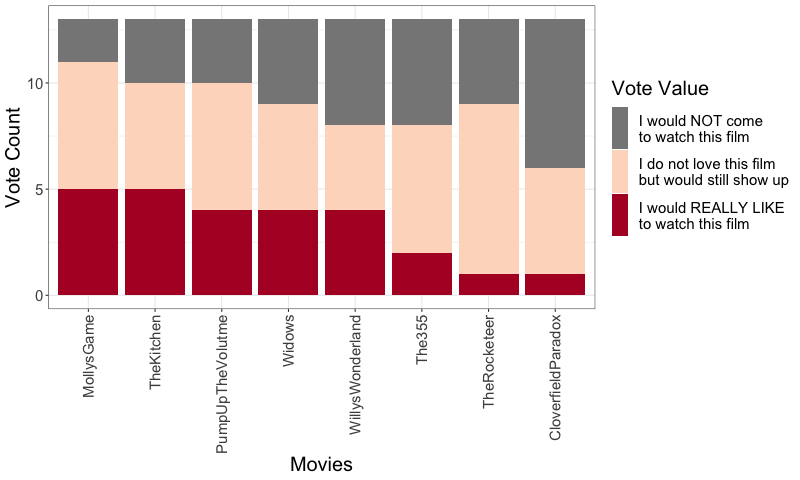 Vote Count
10
5
0
MollysGame
TheKitchen
PumpUpTheVolutme
Widows
WillysWonderland
The355
TheRocketeer
CloverfieldParadox
Movies
Vote Value
I would NOT come
to watch this film
I do not love this film
but would still show up
I would REALLY LIKE
to watch this film